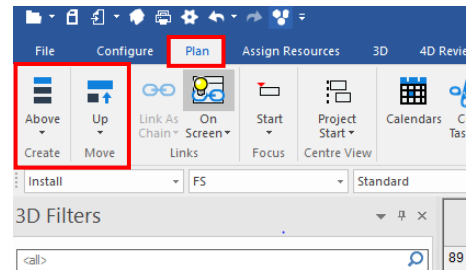 File Configure Plan Assign Resources 3D 4D
Above Up Link As On Start Project Calendars
Chain Screen Start
Create Move Links Focus Centre View
Install FS Standard
3D Filters
<all> 89